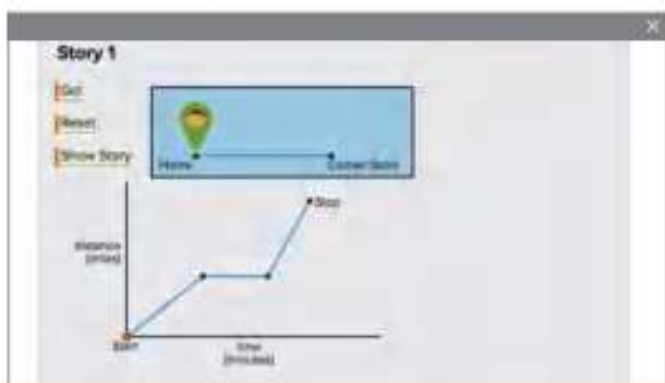 Story 1
Go!
Reset
Show Story
Home
Corner Store
Stop
distance
(miles)
Start
time
(minutes)